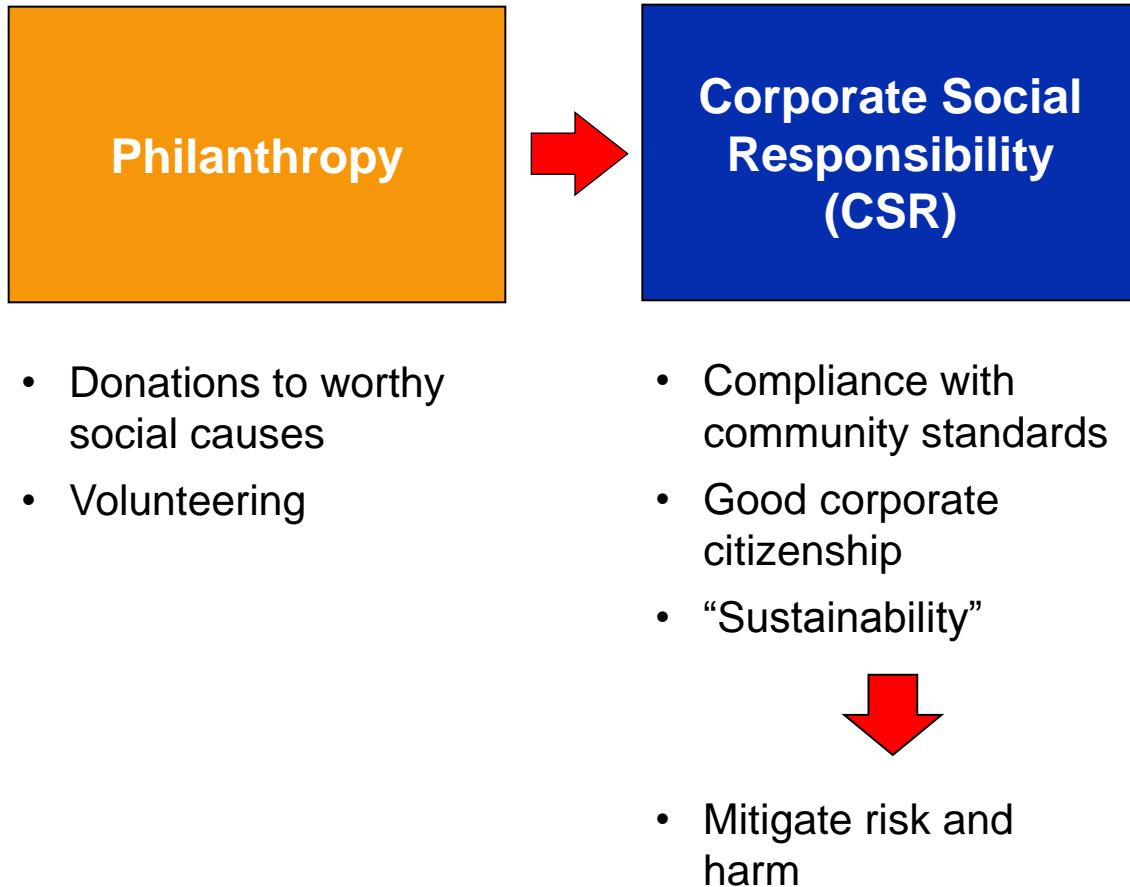 Philanthropy
Corporate Social
Responsibility
(CSR)
• Donations to worthy
social causes
• Volunteering
• Compliance with
community standards
• Good corporate
citizenship
• “Sustainability”
• Mitigate risk and
harm